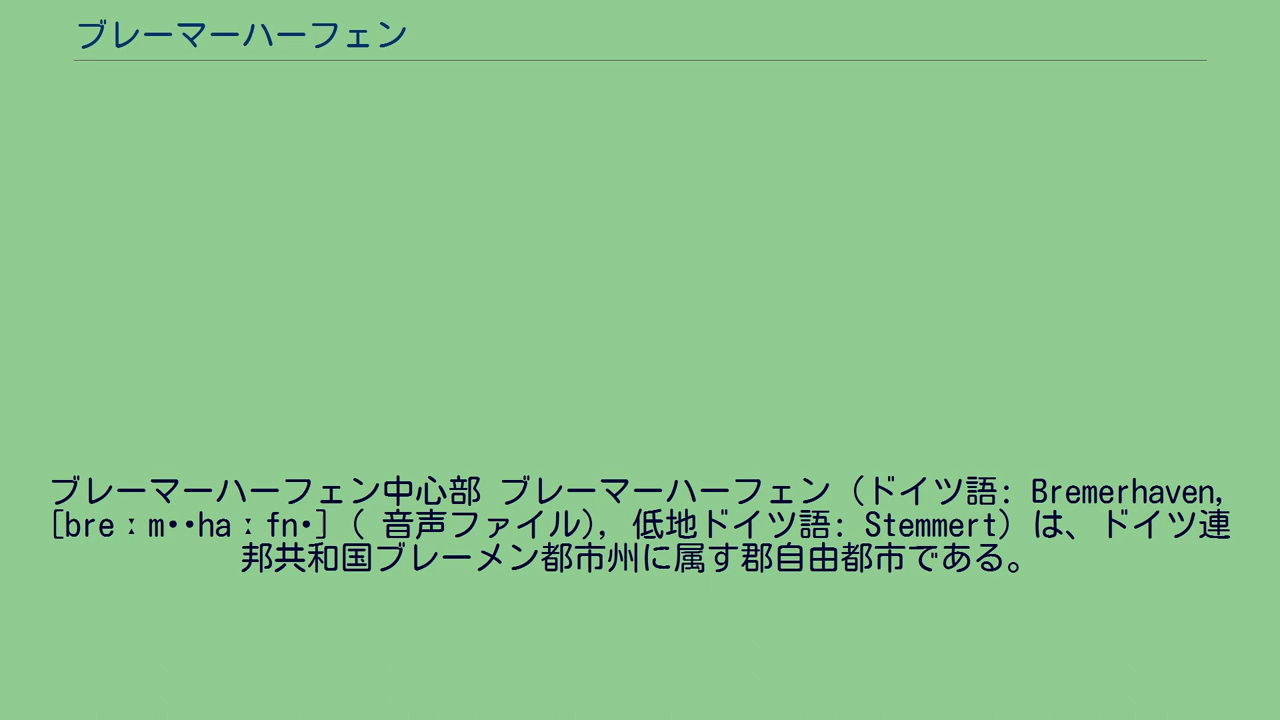 ブレーマーハーフェン
ブレーマーハーフェン中心部 ブレーマーハーフェン（ドイツ語: Bremerhaven,
[breːm••haːfn•]（ 音声ファイル), 低地ドイツ語: Stemmert）は、ドイツ連
邦共和国ブレーメン都市州に属す郡自由都市である。